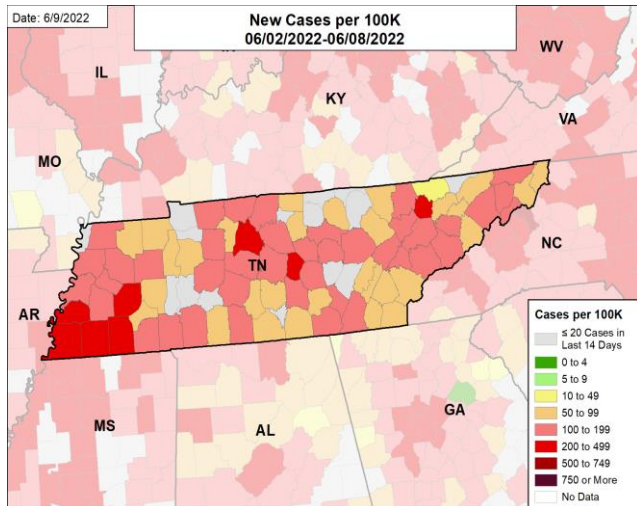 Date: 6/9/2022
New Cases per 100K
06/02/2022-06/08/2022
WV
IL
KY
VA
MO
NC
TN
AR
Cases per 100K
≤ 20 Cases in
Last 14 Days
0 to 4
5 to 9
10 to 49
50 to 99
100 to 199
200 to 499
500 to 749
750 or More
No Data
MS
AL
GA